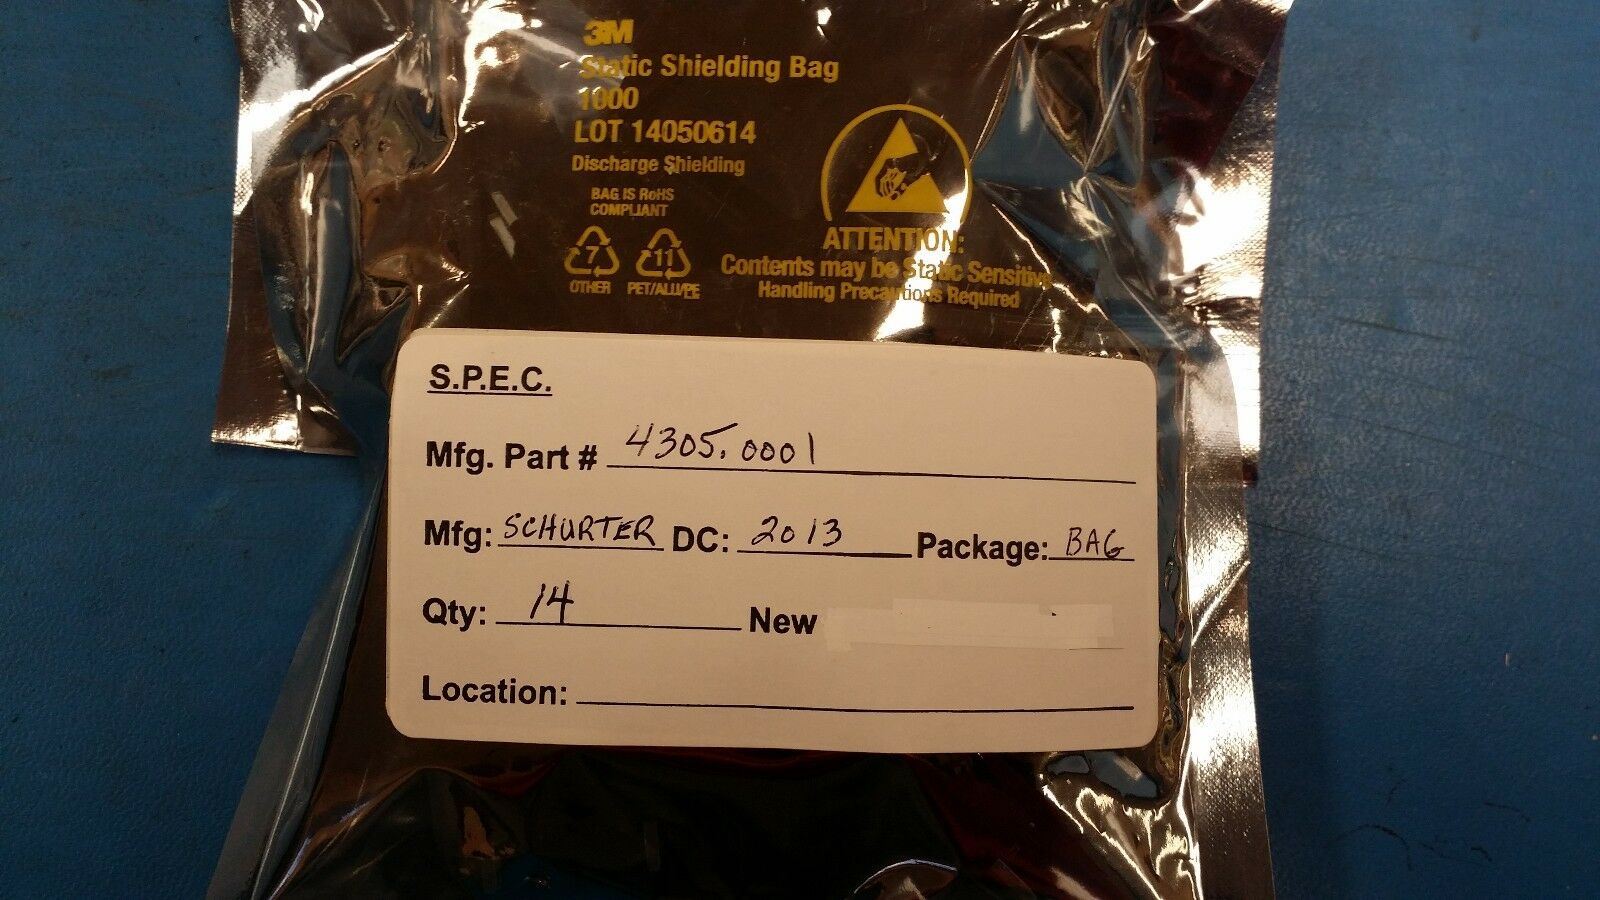 3M
Static Shielding Bag
1000
LOT 14050614
Discharge Shielding
BAG IS RoHS
COMPLIANT
7 11
OTHER PET/ALU/PE
ATTENTION:
Contents may be Static Sensitive
Handling Precautions Required
S.P.E.C.
Mfg. Part # 4305.0001
Mfg: SCHURTER DC: 2013 Package: BAG
Qty: 14 New
Location: